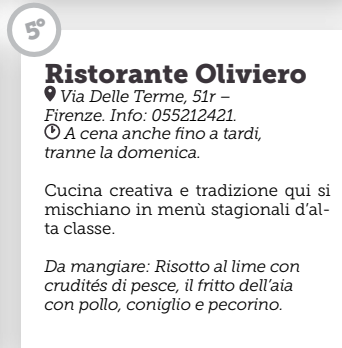 5°
Ristorante Oliviero
Via Delle Terme, 51r –
Firenze. Info: 055212421.
A cena anche fino a tardi,
tranne la domenica.
Cucina creativa e tradizione qui si
mischiano in menù stagionali d'al-
ta classe.
Da mangiare: Risotto al lime con
crudités di pesce, il fritto dell'aia
con pollo, coniglio e pecorino.